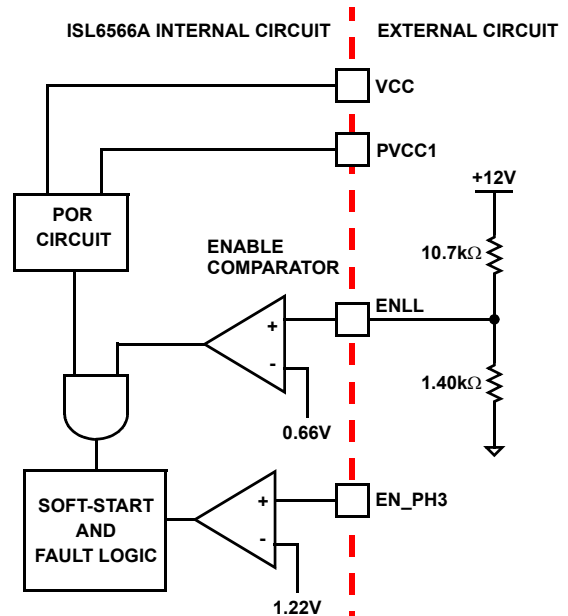 ISL6566A INTERNAL CIRCUIT
EXTERNAL CIRCUIT
VCC
PVCC1
+12V
POR
CIRCUIT
10.7kΩ
ENABLE
COMPARATOR
ENLL
+
-
1.40kΩ
0.66V
SOFT-START
AND
FAULT LOGIC
+
-
EN_PH3
1.22V